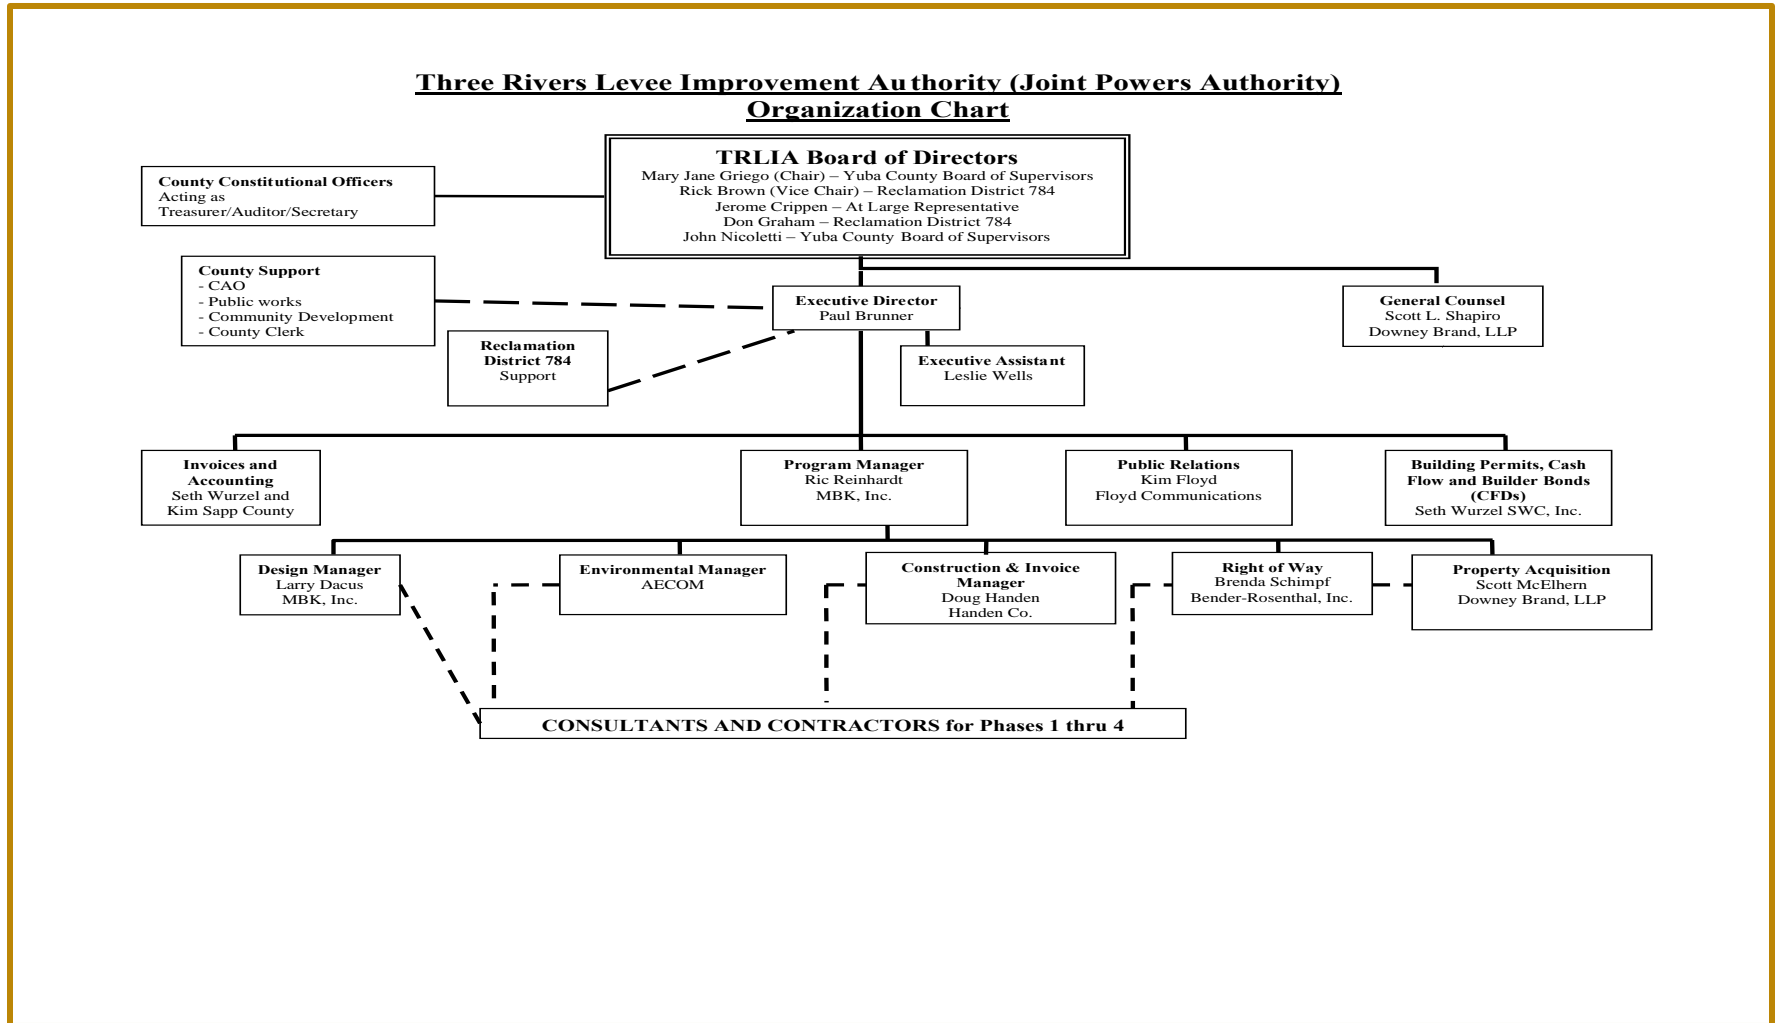 Three Rivers Levee Improvement Authority (Joint Powers Authority)
Organization Chart
TRLIA Board of Directors
Mary Jane Griego (Chair) – Yuba County Board of Supervisors
Rick Brown (Vice Chair) – Reclamation District 784
Jerome Crippen – At Large Representative
Don Graham – Reclamation District 784
John Nicoletti – Yuba County Board of Supervisors
County Constitutional Officers
Acting as
Treasurer/Auditor/Secretary
County Support
- CAO
- Public works
- Community Development
- County Clerk
Executive Director
Paul Brunner
General Counsel
Scott L. Shapiro
Downey Brand, LLP
Reclamation
District 784
Support
Executive Assistant
Leslie Wells
Invoices and
Accounting
Seth Wurzel and
Kim Sapp County
Program Manager
Ric Reinhardt
MBK, Inc.
Public Relations
Kim Floyd
Floyd Communications
Building Permits, Cash
Flow and Builder Bonds
(CFDs)
Seth Wurzel SWC, Inc.
Design Manager
Larry Dacus
MBK, Inc.
Environmental Manager
AECOM
Construction & Invoice
Manager
Doug Handen
Handen Co.
Right of Way
Brenda Schimpf
Bender-Rosenthal, Inc.
Property Acquisition
Scott McElhern
Downey Brand, LLP
CONSULTANTS AND CONTRACTORS for Phases 1 thru 4